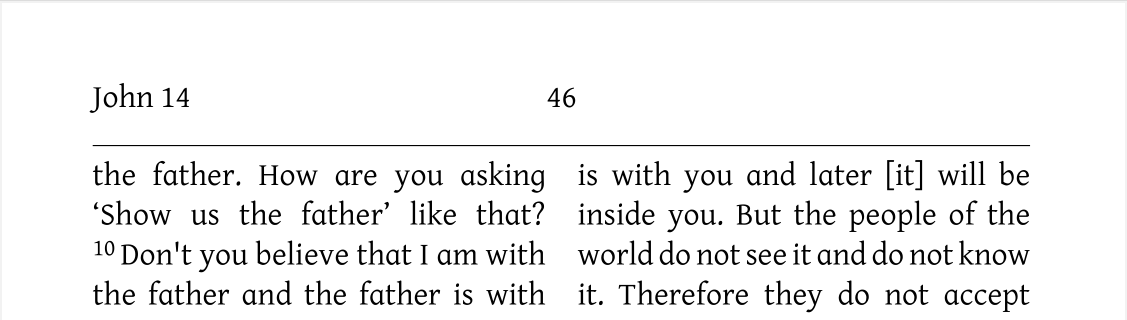 John 14 46
the father. How are you asking
‘Show us the father’ like that?
10 Don't you believe that I am with
the father and the father is with
is with you and later [it] will be
inside you. But the people of the
world do not see it and do not know
it. Therefore they do not accept